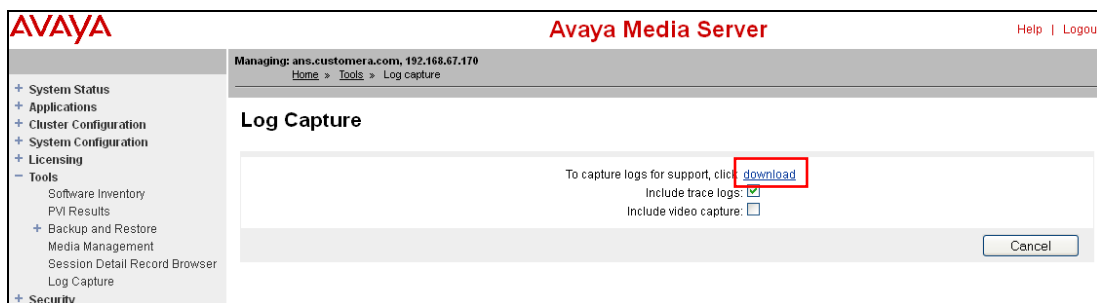 AVAYA
Avaya Media Server
Help | Logou
Managing: ans.customera.com, 192.168.67.170
Home » Tools » Log capture
+ System Status
+ Applications
+ Cluster Configuration
+ System Configuration
+ Licensing
− Tools
Software Inventory
PVI Results
+ Backup and Restore
Media Management
Session Detail Record Browser
Log Capture
+ Security
Log Capture
To capture logs for support, click download
Include trace logs:
Include video capture:
Cancel